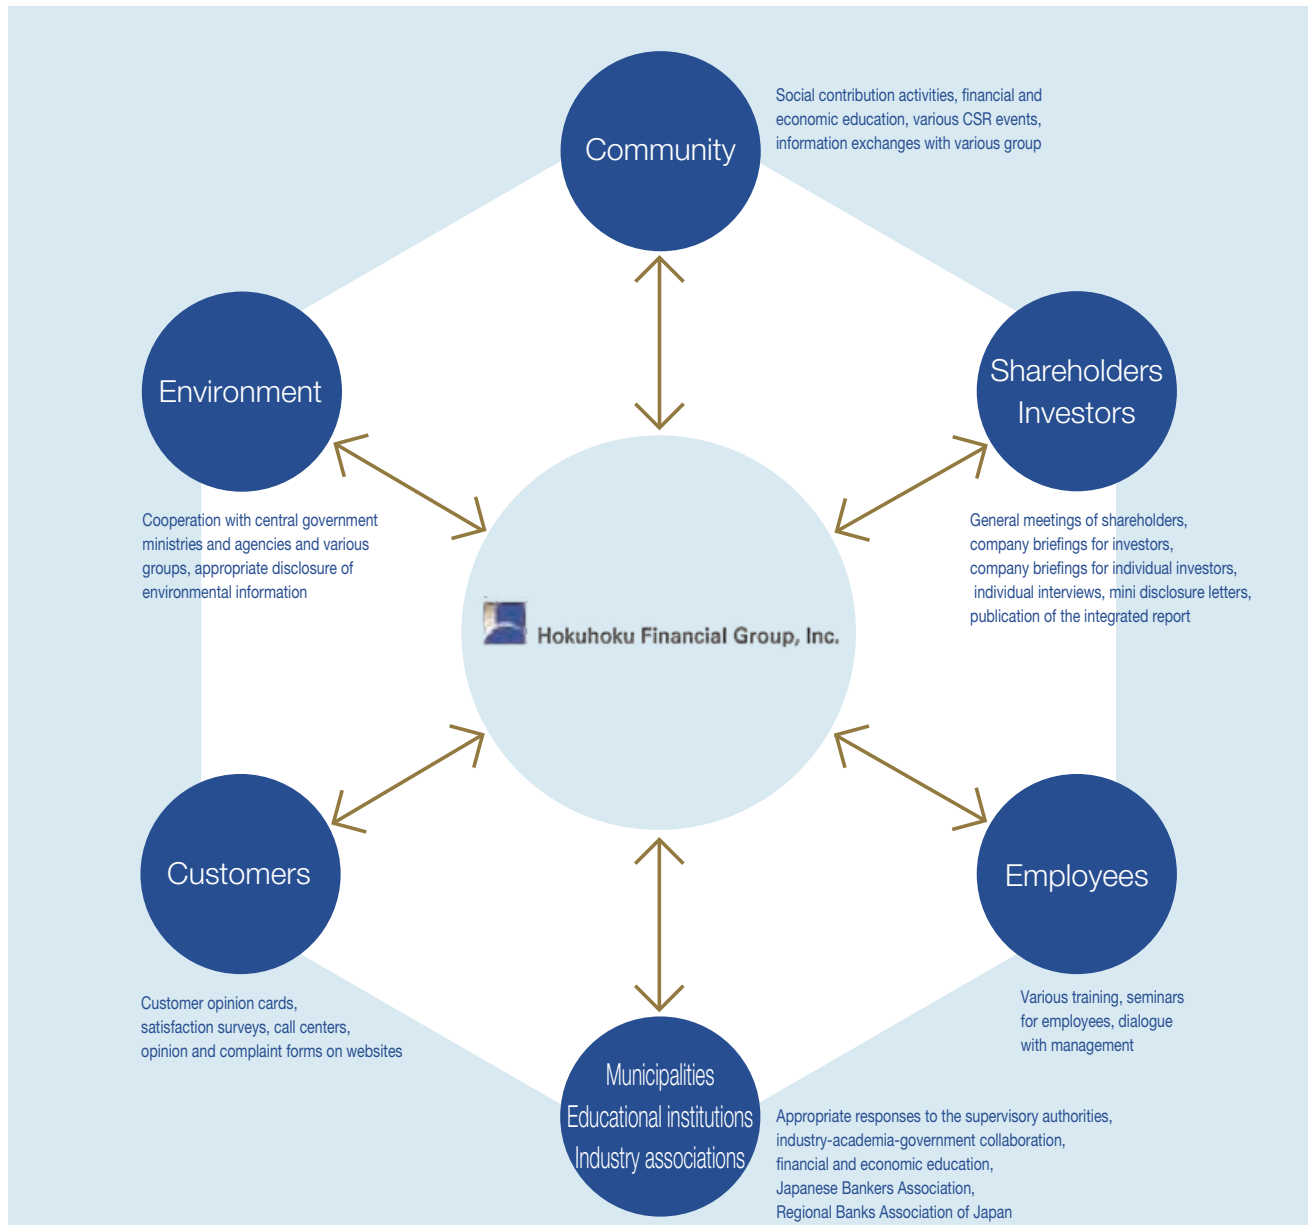 Community
Social contribution activities, financial and
economic education, various CSR events,
information exchanges with various group
Environment
Cooperation with central government
ministries and agencies and various
groups, appropriate disclosure of
environmental information
Shareholders
Investors
General meetings of shareholders,
company briefings for investors,
company briefings for individual investors,
individual interviews, mini disclosure letters,
publication of the integrated report
Hokuhoku Financial Group, Inc.
Customers
Customer opinion cards,
satisfaction surveys, call centers,
opinion and complaint forms on websites
Employees
Various training, seminars
for employees, dialogue
with management
Municipalities
Educational institutions
Industry associations
Appropriate responses to the supervisory authorities,
industry-academia-government collaboration,
financial and economic education,
Japanese Bankers Association,
Regional Banks Association of Japan